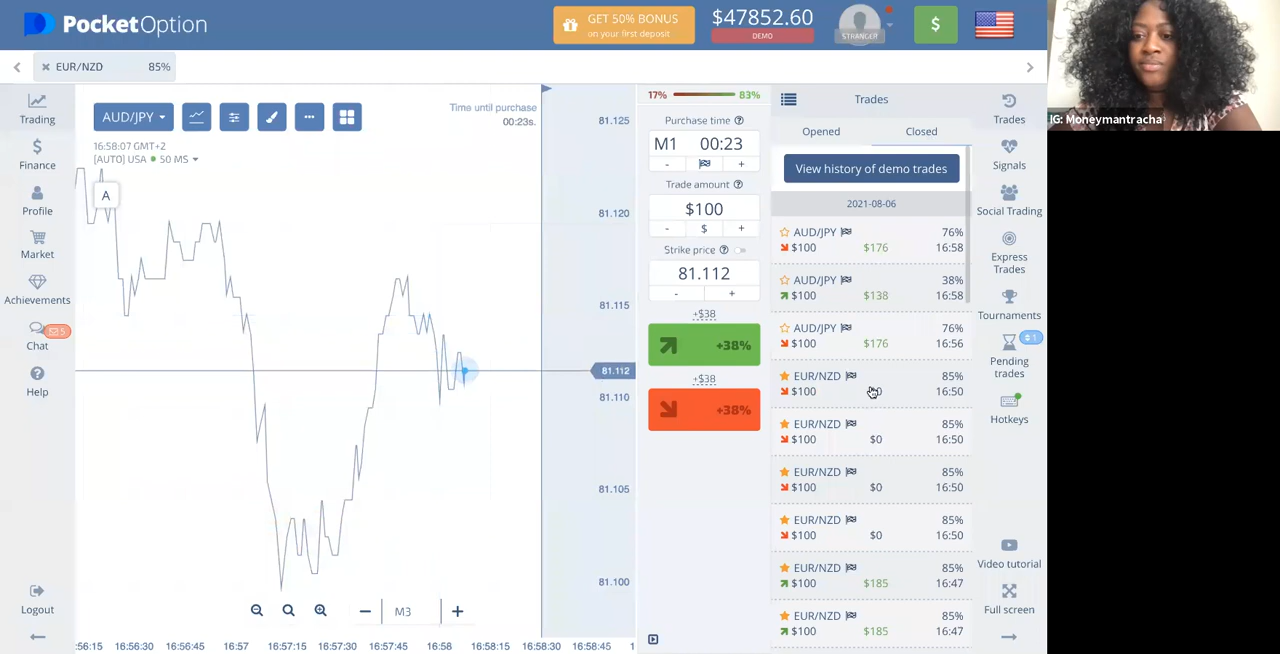 PocketOption
GET 50% BONUS
on your first deposit
$47852.60
DEMO
STRANGER
$
EUR/NZD 85%
IG: Moneymantracha
Trading
Finance
Profile
Market
Achievements
Chat
5
Help
Logout
AUD/JPY
Time until purchase
00:23s.
16:58:07 GMT+2
[AUTO] USA 50 MS
A
81.125
81.120
81.115
81.112
81.110
81.105
81.100
M3
:56:15 16:56:30 16:56:45 16:57 16:57:15 16:57:30 16:57:45 16:58 16:58:15 16:58:30 16:58:45 1
17% 83%
Purchase time
M1 00:23
- +
Trade amount
$100
- $ +
Strike price
81.112
- +
+$38
+38%
+$38
+38%
Trades
Opened Closed
View history of demo trades
2021-08-06
AUD/JPY 76%
$100 $176 16:58
AUD/JPY 38%
$100 $138 16:58
AUD/JPY 76%
$100 $176 16:56
EUR/NZD 85%
$100 16:50
EUR/NZD 85%
$100 $0 16:50
EUR/NZD 85%
$100 $0 16:50
EUR/NZD 85%
$100 $0 16:50
EUR/NZD 85%
$100 $185 16:47
EUR/NZD 85%
$100 $185 16:47
Trades
Signals
Social Trading
Express
Trades
Tournaments
1
Pending
trades
Hotkeys
Video tutorial
Full screen